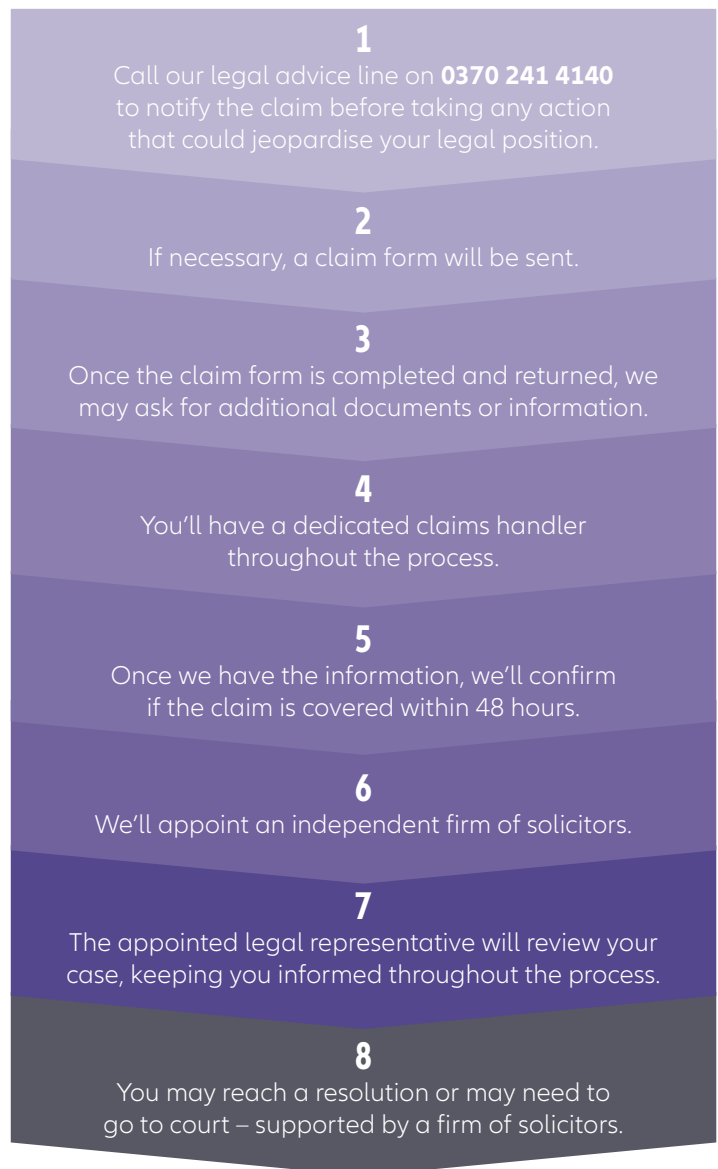 1
Call our legal advice line on 0370 241 4140
to notify the claim before taking any action
that could jeopardise your legal position.
2
If necessary, a claim form will be sent.
3
Once the claim form is completed and returned, we
may ask for additional documents or information.
4
You’ll have a dedicated claims handler
throughout the process.
5
Once we have the information, we’ll confirm
if the claim is covered within 48 hours.
6
We’ll appoint an independent firm of solicitors.
7
The appointed legal representative will review your
case, keeping you informed throughout the process.
8
You may reach a resolution or may need to
go to court – supported by a firm of solicitors.